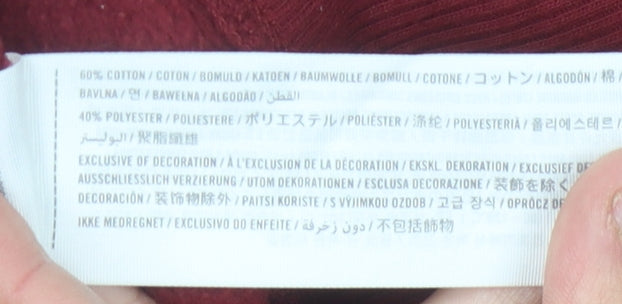 60% COTTON / COTON / BOMULD / KATOEN / BAUMWOLLE / BOMULL / COTONE / コットン / ALGODÓN / 棉 /
BAVLNA / 면 / BAWEŁNA / ALGODÃO / القطن
40% POLYESTER / POLIESTERE / ポリエステル / POLIÉSTER / 涤纶 / POLYESTERIÄ / 폴리에스테르 /
البوليستر / 聚脂纖維
EXCLUSIVE OF DECORATION / À L'EXCLUSION DE LA DÉCORATION / EKSKL. DEKORATION / EXCLUSIEF
AUSSCHLIESSLICH VERZIERUNG / UTOM DEKORATIONEN / ESCLUSA DECORAZIONE / 装飾を除く
DECORACIÓN / 装饰物除外 / PAITSI KORISTE / S VÝJIMKOU OZDOB / 고급 장식 / OPRÓCZ
IKKE MEDREGNET / EXCLUSIVO DO ENFEITE / دون زخرفة / 不包括飾物